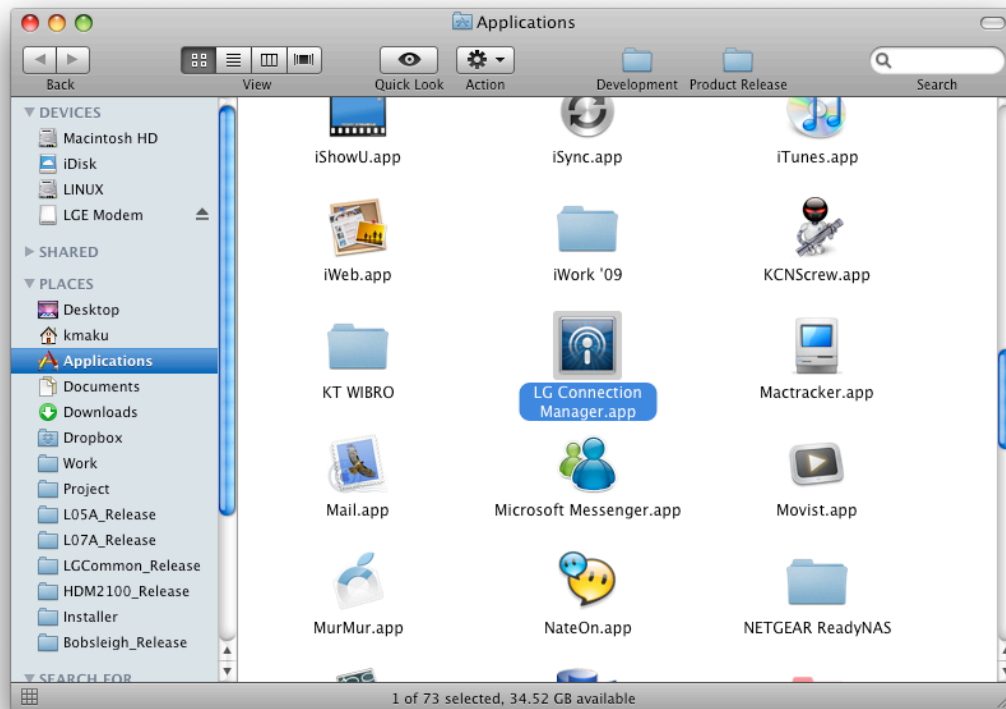 Applications
Back
View
Quick Look
Action
Development
Product Release
Search
DEVICES
Macintosh HD
iDisk
LINUX
LGE Modem
SHARED
PLACES
Desktop
kmaku
Applications
Documents
Downloads
Dropbox
Work
Project
L05A_Release
L07A_Release
LGCommon_Release
HDM2100_Release
Installer
Bobsleigh_Release
SEARCH FOR
iShowU.app
iSync.app
iTunes.app
iWeb.app
iWork '09
KCNScrew.app
KT WIBRO
LG Connection
Manager.app
Mactracker.app
Mail.app
Microsoft Messenger.app
Movist.app
MurMur.app
NateOn.app
NETGEAR ReadyNAS
1 of 73 selected, 34.52 GB available